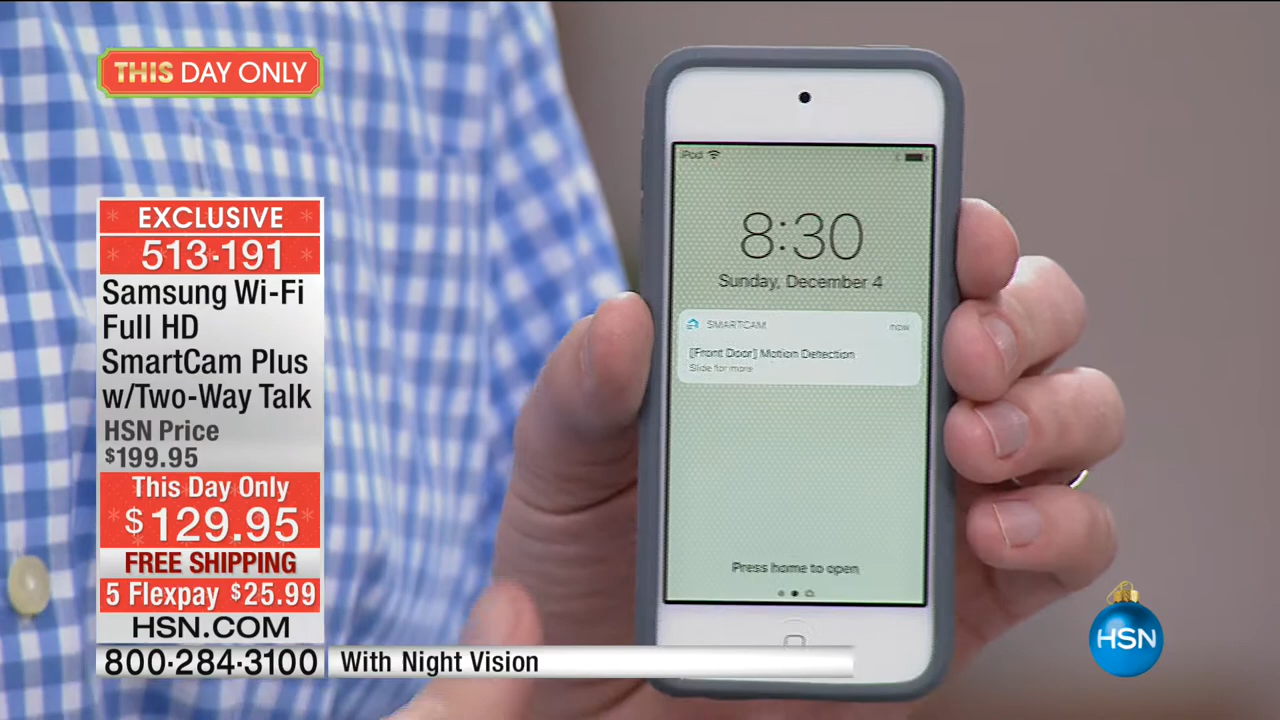 THIS DAY ONLY
EXCLUSIVE
513·191
Samsung Wi-Fi
Full HD
SmartCam Plus
w/Two-Way Talk
HSN Price
$199.95
This Day Only
$129.95
FREE SHIPPING
5 Flexpay $25.99
HSN.COM
800·284·3100
With Night Vision
iPod
8:30
Sunday, December 4
SMARTCAM
now
[Front Door] Motion Detection
Slide for more
Press home to open
HSN